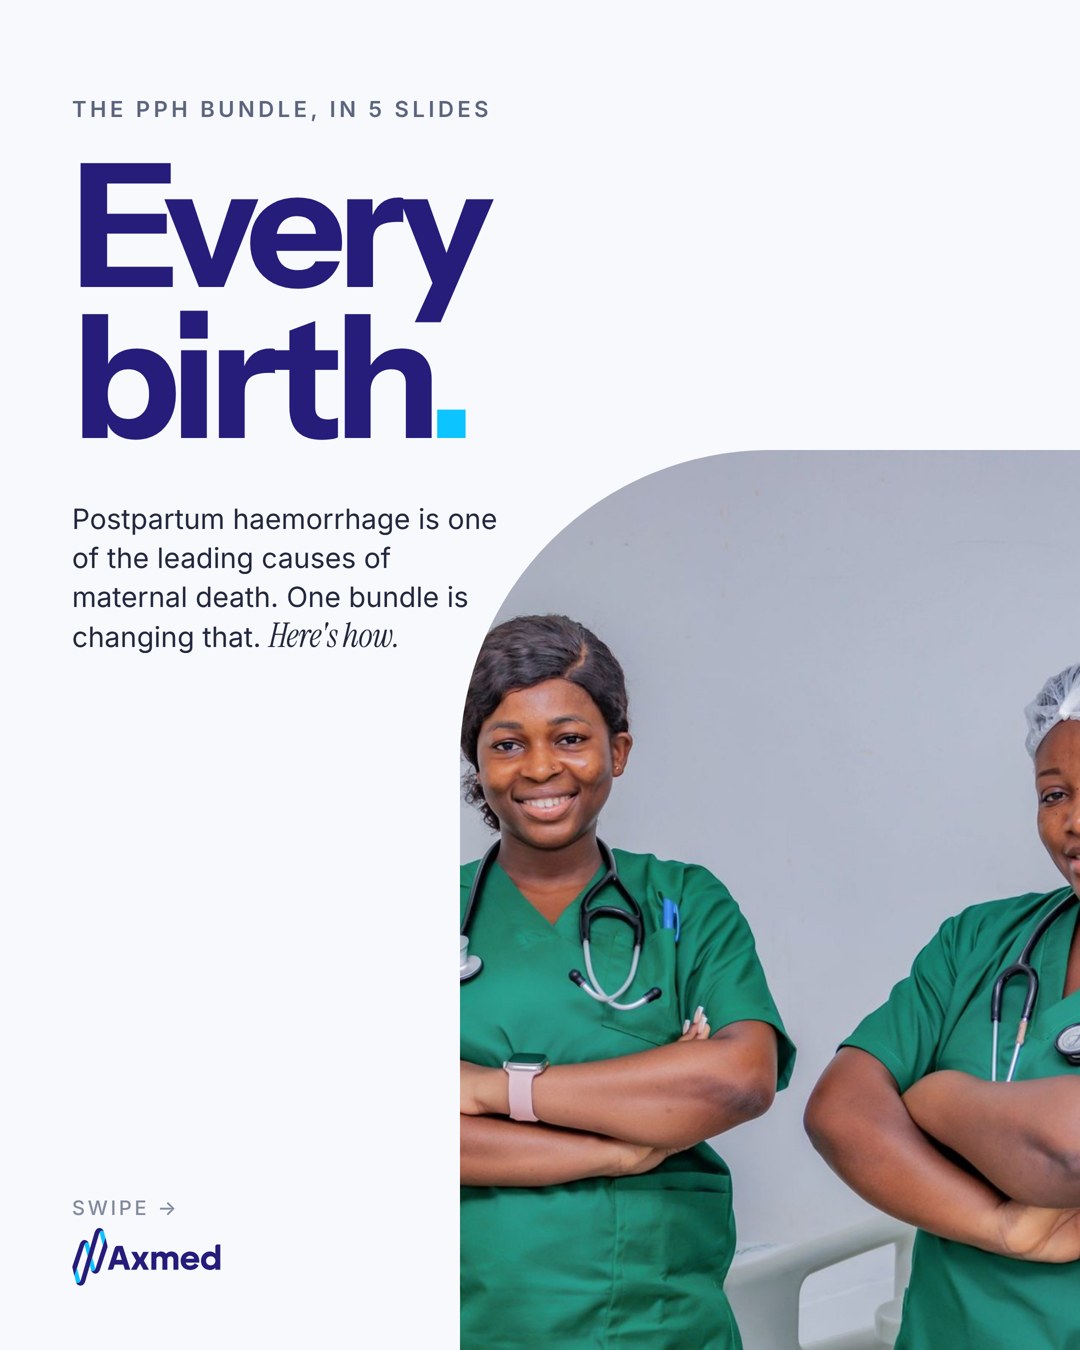 THE PPH BUNDLE, IN 5 SLIDES
Every
birth.
Postpartum haemorrhage is one
of the leading causes of
maternal death. One bundle is
changing that. Here's how.
SWIPE →
Axmed